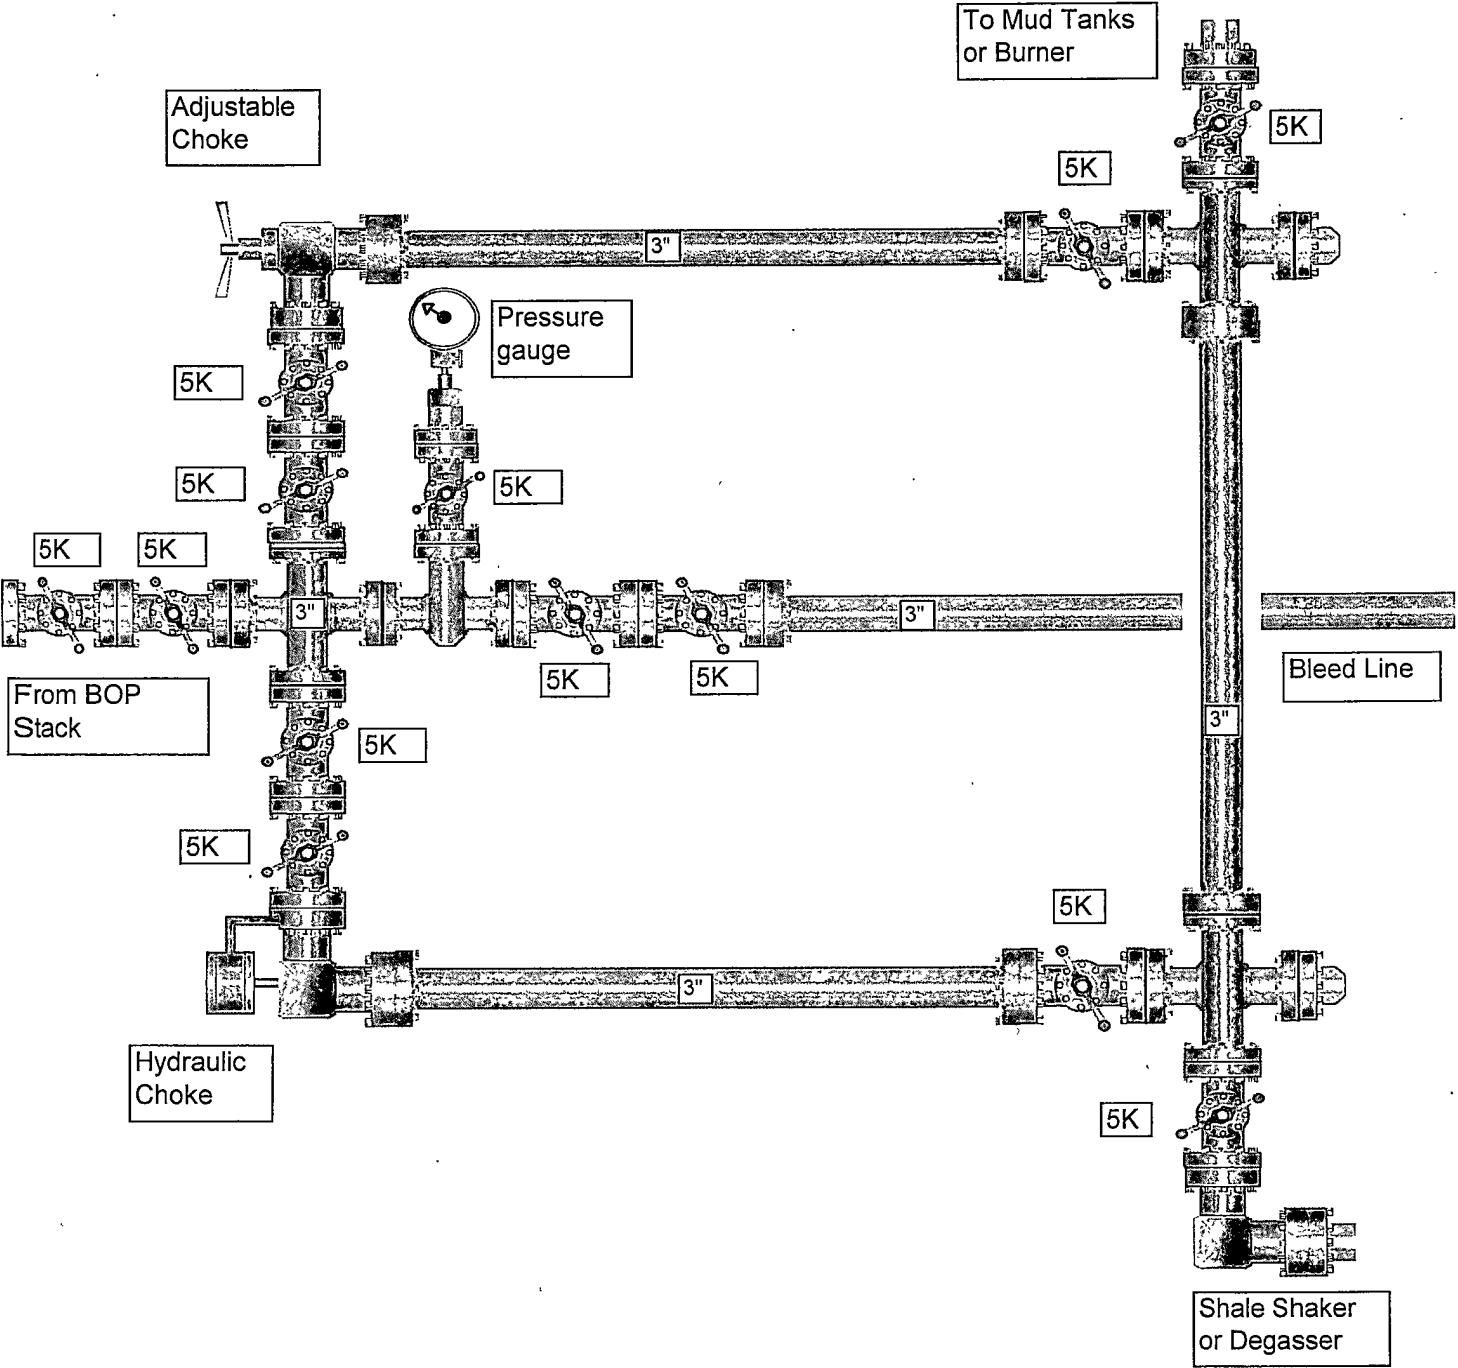 To Mud Tanks
or Burner
Adjustable
Choke
5K
5K
3"
Pressure
gauge
5K
5K
5K
5K
5K
3"
3"
5K
5K
From BOP
Stack
Bleed Line
3"
5K
5K
5K
3"
Hydraulic
Choke
5K
Shale Shaker
or Degasser